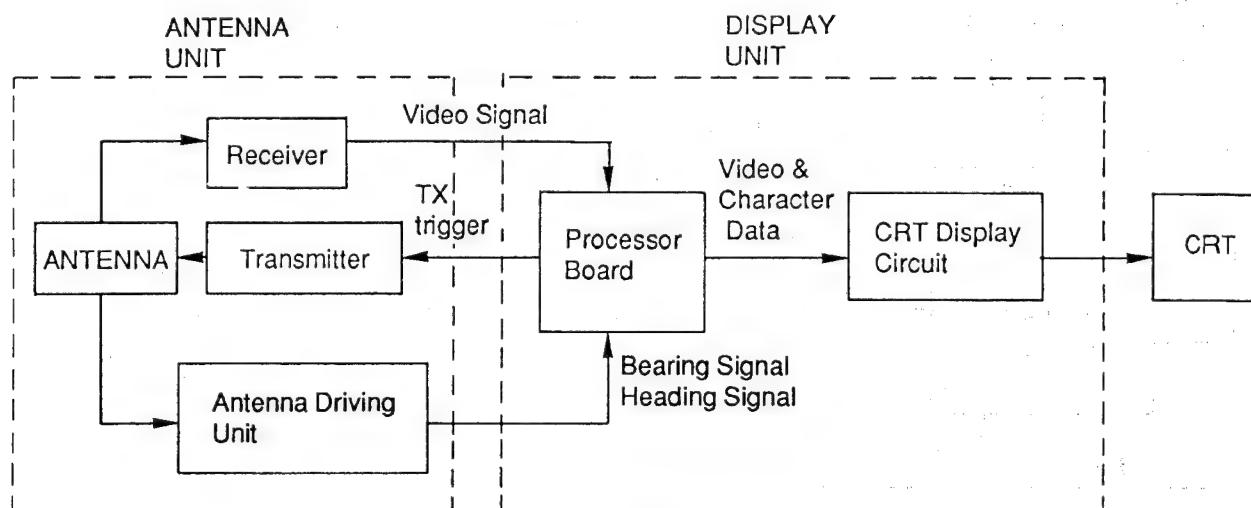 ANTENNA
UNIT
DISPLAY
UNIT
Video Signal
Receiver
TX
trigger
Video &
Character
Data
ANTENNA
Transmitter
Processor
Board
CRT Display
Circuit
CRT
Bearing Signal
Heading Signal
Antenna Driving
Unit